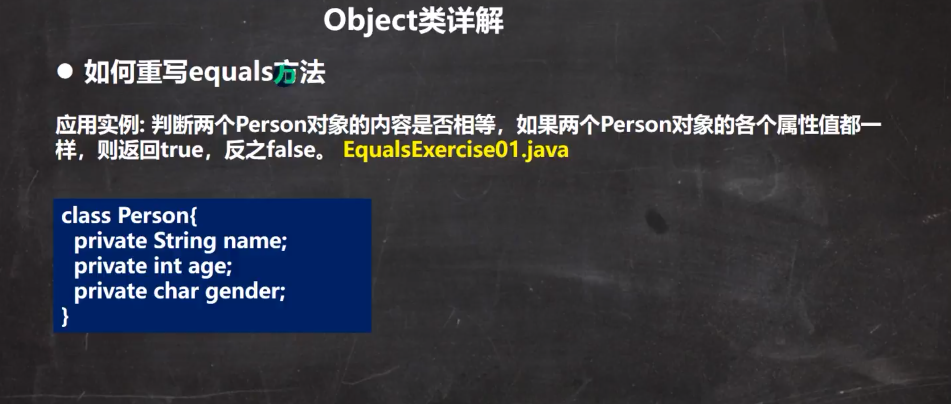 Object类详解
● 如何重写equals方法
应用实例: 判断两个Person对象的内容是否相等，如果两个Person对象的各个属性值都一
样，则返回true，反之false。 EqualsExercise01.java
class Person{
private String name;
private int age;
private char gender;
}